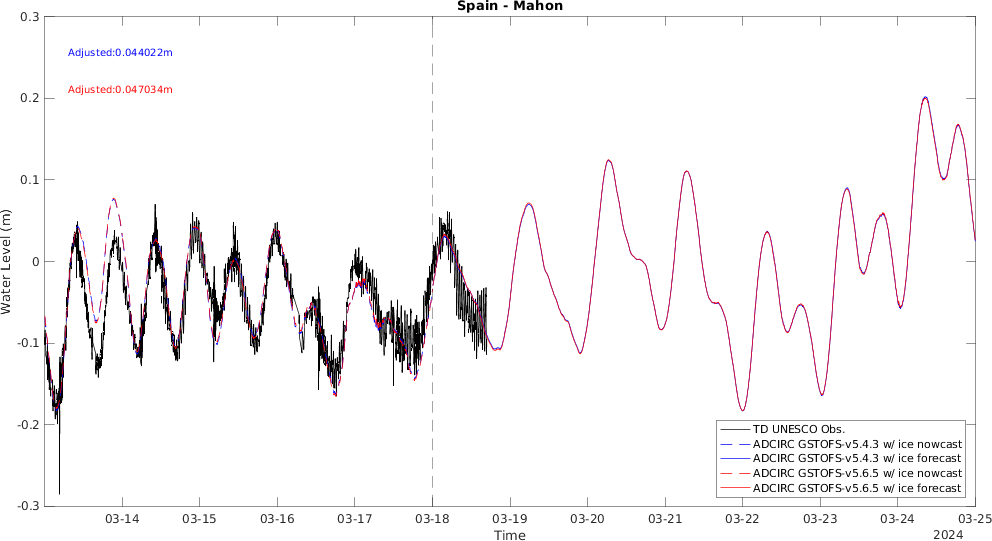 Spain - Mahon
Adjusted:0.044022m
Adjusted:0.047034m
Water Level (m)
0.3
0.2
0.1
0
-0.1
-0.2
-0.3
TD UNESCO Obs.
ADCIRC GSTOFS-v5.4.3 w/ ice nowcast
ADCIRC GSTOFS-v5.4.3 w/ ice forecast
ADCIRC GSTOFS-v5.6.5 w/ ice nowcast
ADCIRC GSTOFS-v5.6.5 w/ ice forecast
03-14 03-15 03-16 03-17 03-18 03-19 03-20 03-21 03-22 03-23 03-24 03-25
Time
2024